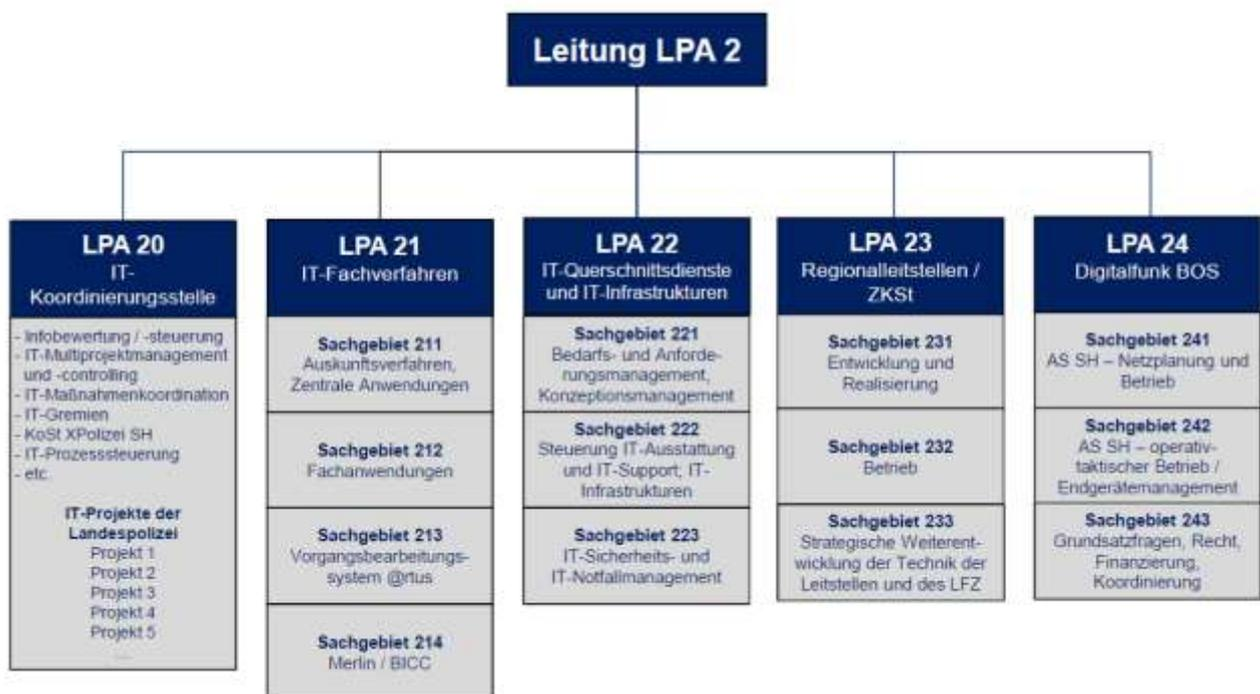 Leitung LPA 2
LPA 20
IT-
Koordinierungsstelle
- Infobewertung / -steuerung
- IT-Multiprojektmanagement
und -controlling
- IT-Maßnahmenkoordination
- IT-Gremien
- KoSt XPolizei SH
- IT-Prozesssteuerung
- etc.
IT-Projekte der
Landespolizei
Projekt 1
Projekt 2
Projekt 3
Projekt 4
Projekt 5
...
LPA 21
IT-Fachverfahren
Sachgebiet 211
Auskunftsverfahren,
Zentrale Anwendungen
Sachgebiet 212
Fachanwendungen
Sachgebiet 213
Vorgangsbearbeitungs-
system @rtus
Sachgebiet 214
Merlin / BICC
LPA 22
IT-Querschnittsdienste
und IT-Infrastrukturen
Sachgebiet 221
Bedarfs- und Anforde-
rungsmanagement,
Konzeptionsmanagement
Sachgebiet 222
Steuerung IT-Ausstattung
und IT-Support, IT-
Infrastrukturen
Sachgebiet 223
IT-Sicherheits- und
IT-Notfallmanagement
LPA 23
Regionalleitstellen /
ZKSt
Sachgebiet 231
Entwicklung und
Realisierung
Sachgebiet 232
Betrieb
Sachgebiet 233
Strategische Weiterent-
wicklung der Technik der
Leitstellen und des LFZ
LPA 24
Digitalfunk BOS
Sachgebiet 241
AS SH – Netzplanung und
Betrieb
Sachgebiet 242
AS SH – operativ-
taktischer Betrieb /
Endgerätemanagement
Sachgebiet 243
Grundsatzfragen, Recht,
Finanzierung,
Koordinierung